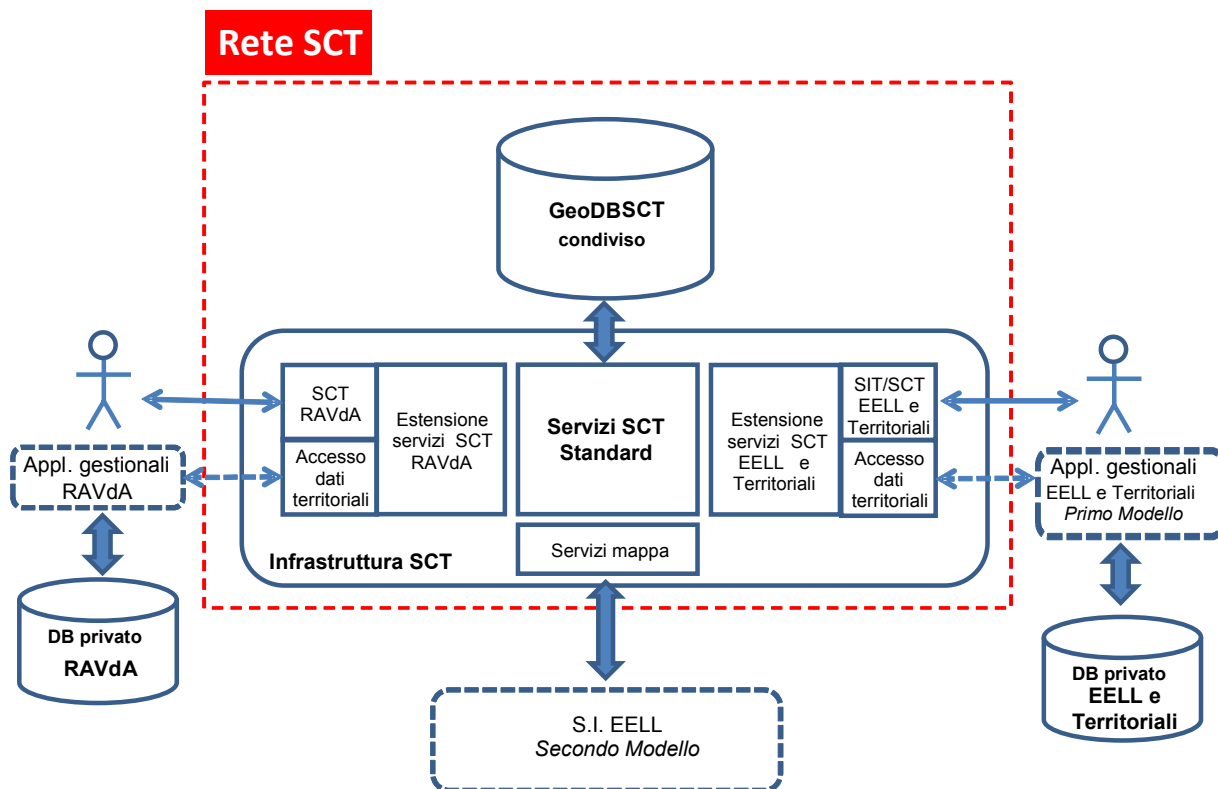 Rete SCT
GeoDBSCT
condiviso
SCT
RAVdA
Accesso
dati
territoriali
Estensione
servizi SCT
RAVdA
Servizi SCT
Standard
Estensione
servizi SCT
EELL e
Territoriali
SIT/SCT
EELL e
Territoriali
Accesso
dati
territoriali
Servizi mappa
Infrastruttura SCT
Appl. gestionali
RAVdA
DB privato
RAVdA
Appl. gestionali
EELL e Territoriali
Primo Modello
DB privato
EELL e
Territoriali
S.I. EELL
Secondo Modello